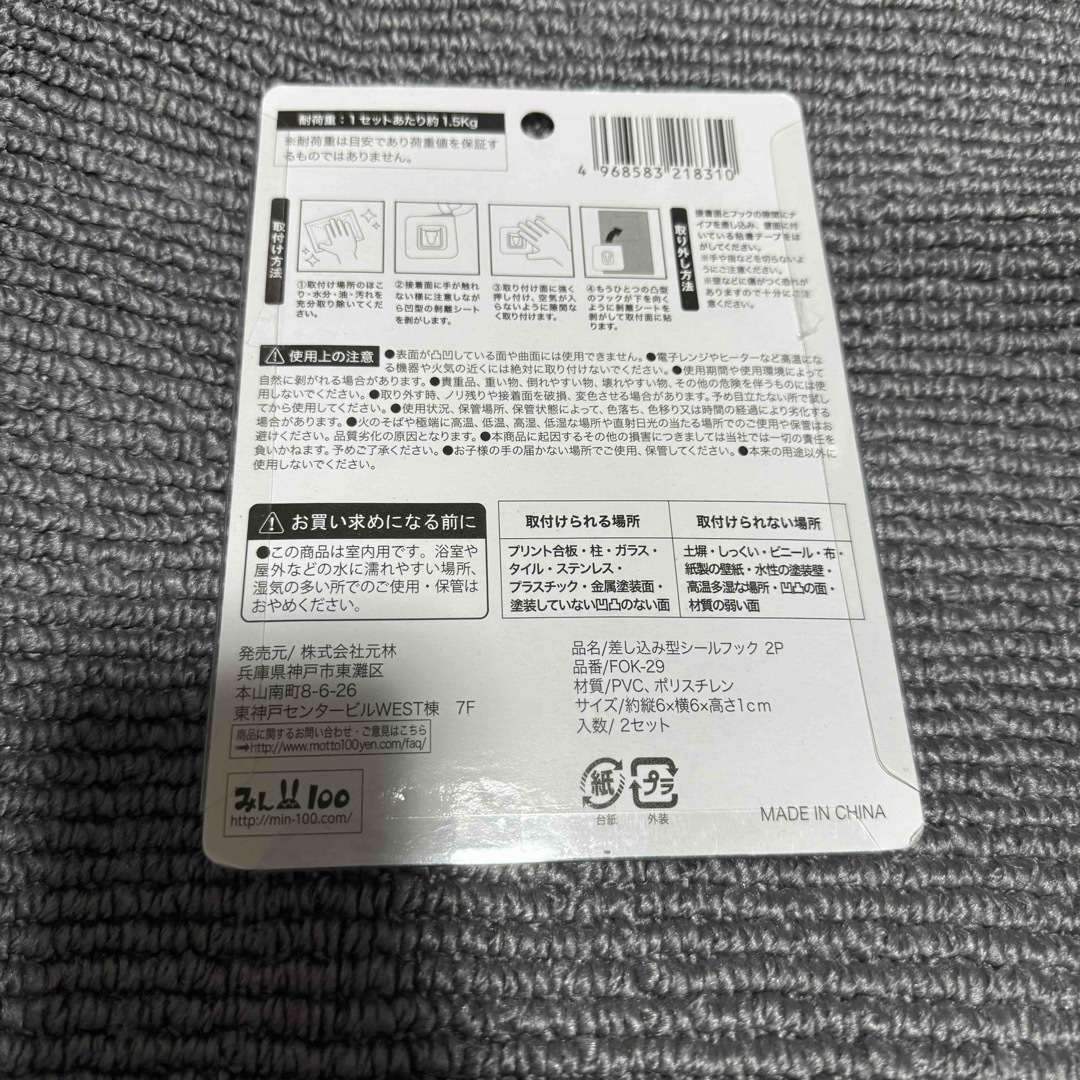 耐荷重：1セットあたり約1.5Kg
※耐荷重は目安であり荷重値を保証す
るものではありません。
4 968583 218310
取付け方法
①取付け場所のほこ
り・水分・油・汚れを
充分取り除いてくだ
さい。
②接着面に手が触れ
ない様に注意しなが
ら凹型の剥離シート
を剥がします。
③取り付け面に強く
押し付け、空気が入
らないように隙間な
く取り付けます。
④もうひとつの凸型
のフックが下を向く
ように剥離シートを
剥がして取付面に貼
ります。
取り外し方法
接着面とフックの隙間にナ
イフを差し込み、壁面に付
いている粘着テープをは
がしてください。
※手や指などを切らないよ
うにご注意ください。
※壁などに傷がつく恐れが
ありますので十分にご注
意ください。
使用上の注意
●表面が凸凹している面や曲面には使用できません。●電子レンジやヒーターなど高温にな
る機器や火気の近くには絶対に取り付けないでください。●使用期間や使用環境によって
自然に剥がれる場合があります。●貴重品、重い物、倒れやすい物、壊れやすい物、その他の危険を伴うものには使
用しないでください。●取り外す時、ノリ残りや接着面を破損、変色させる場合があります。予め目立たない所で試し
てから使用してください。●使用状況、保管場所、保管状態によって、色落ち、色移り又は時間の経過により劣化する
場合があります。●火のそばや極端に高温、低温、高湿、低湿な場所や直射日光の当たる場所でのご使用や保管はお
避けください。品質劣化の原因となります。●本商品に起因するその他の損害につきましては当社では一切の責任を
負いかねます。予めご了承ください。●お子様の手の届かない場所でご使用、保管してください。●本来の用途以外に
使用しないでください。
お買い求めになる前に
●この商品は室内用です。浴室や
屋外などの水に濡れやすい場所、
湿気の多い所でのご使用・保管は
おやめください。
取付けられる場所
プリント合板・柱・ガラス・
タイル・ステンレス・
プラスチック・金属塗装面・
塗装していない凹凸のない面
取付けられない場所
土塀・しっくい・ビニール・布・
紙製の壁紙・水性の塗装壁・
高温多湿な場所・凹凸の面・
材質の弱い面
発売元/ 株式会社元林
兵庫県神戸市東灘区
本山南町8-6-26
東神戸センタービルWEST棟 7F
商品に関するお問い合わせ・ご意見はこちら
➡http://www.motto100yen.com/faq/
みん100
http://min-100.com/
品名/差し込み型シールフック 2P
品番/FOK-29
材質/PVC、ポリスチレン
サイズ/約縦6×横6×高さ1cm
入数/ 2セット
紙
台紙
プラ
外装
MADE IN CHINA